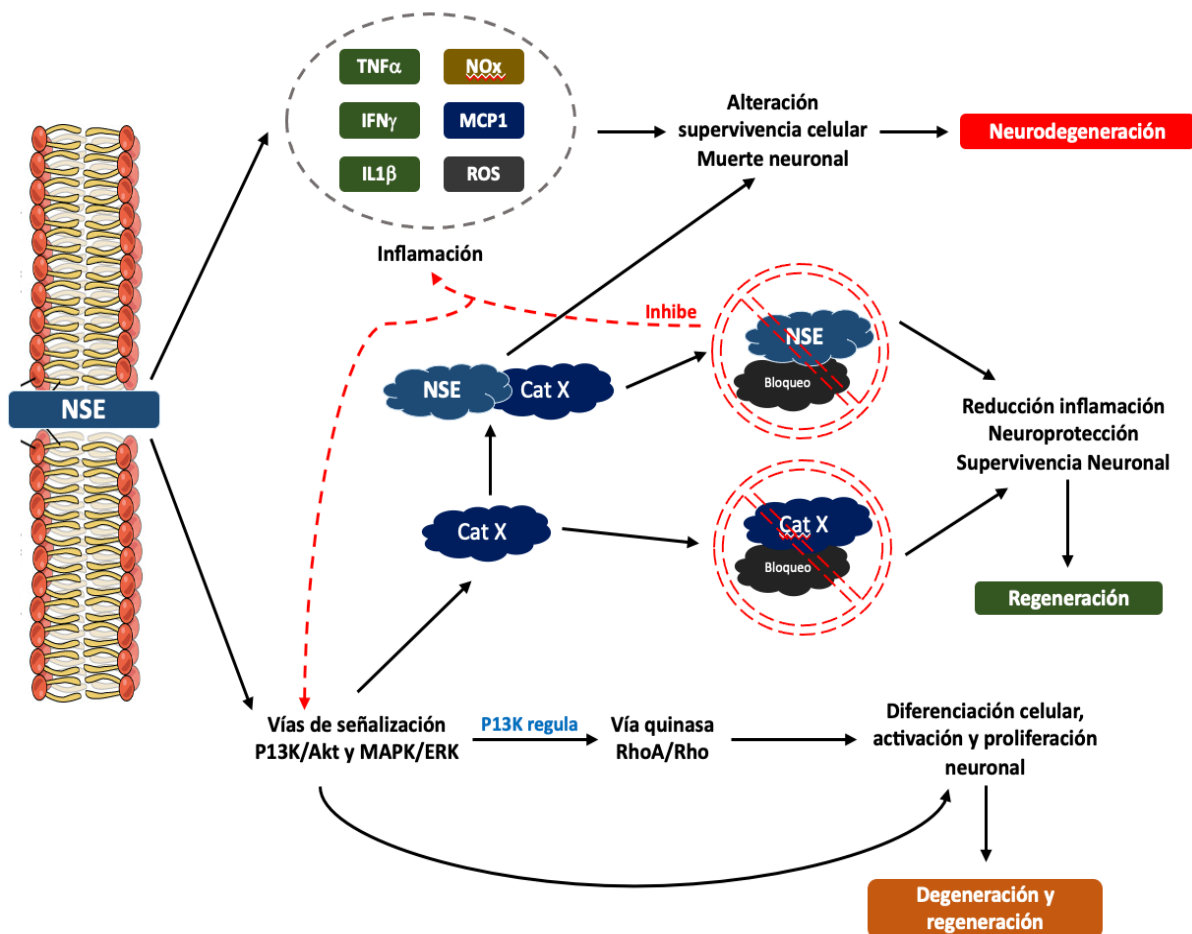 TNFα
NOx
IFNγ
MCP1
IL1β
ROS
Inflamación
Alteración
supervivencia celular
Muerte neuronal
Neurodegeneración
Inhibe
NSE
Bloqueo
NSE
NSE
Cat X
Reducción inflamación
Neuroprotección
Supervivencia Neuronal
Cat X
Cat X
Bloqueo
Regeneración
Vías de señalización
P13K/Akt y MAPK/ERK
P13K regula
Vía quinasa
RhoA/Rho
Diferenciación celular,
activación y proliferación
neuronal
Degeneración y
regeneración